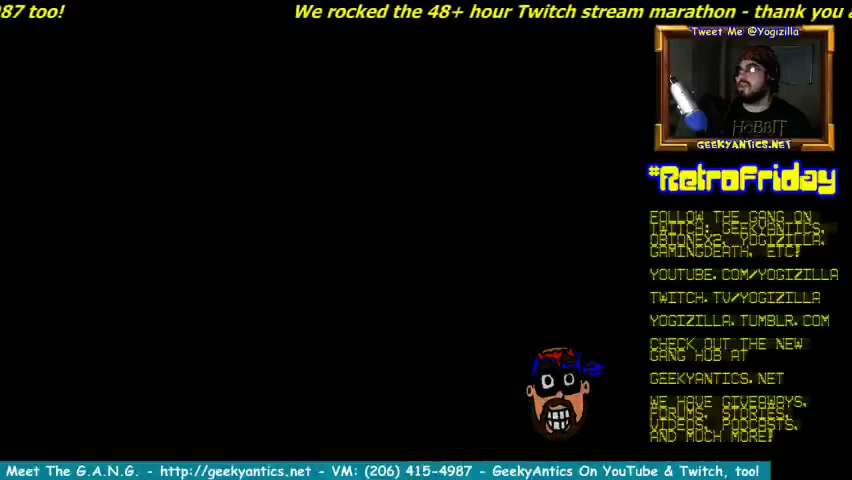 987 too!
We rocked the 48+ hour Twitch stream marathon - thank you a
Tweet Me @Yogizilla
HOBBIT
GEEKYANTICS.NET
#RetroFriday
FOLLOW THE GANG ON
TWITCH: GEEKYANTICS,
OBIONEX2, YOGIZILLA,
GAMINGDEATH, ETC!
YOUTUBE.COM/YOGIZILLA
TWITCH.TV/YOGIZILLA
YOGIZILLA.TUMBLR.COM
CHECK OUT THE NEW
GANG HUB AT
GEEKYANTICS.NET
WE HAVE GIVEAWAYS,
FORUMS, STORIES,
VIDEOS, PODCASTS,
AND MUCH MORE!
Meet The G.A.N.G. - http://geekyantics.net - VM: (206) 415-4987 - GeekyAntics On YouTube & Twitch, too!